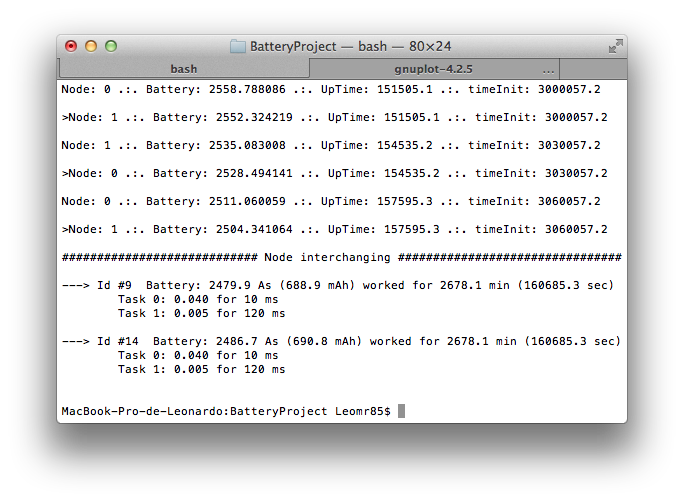 BatteryProject — bash — 80×24
bash
gnuplot-4.2.5 ...
Node: 0 .:. Battery: 2558.788086 .:. UpTime: 151505.1 .:. timeInit: 3000057.2
>Node: 1 .:. Battery: 2552.324219 .:. UpTime: 151505.1 .:. timeInit: 3000057.2
Node: 1 .:. Battery: 2535.083008 .:. UpTime: 154535.2 .:. timeInit: 3030057.2
>Node: 0 .:. Battery: 2528.494141 .:. UpTime: 154535.2 .:. timeInit: 3030057.2
Node: 0 .:. Battery: 2511.060059 .:. UpTime: 157595.3 .:. timeInit: 3060057.2
>Node: 1 .:. Battery: 2504.341064 .:. UpTime: 157595.3 .:. timeInit: 3060057.2
############################ Node interchanging ################################
---> Id #9  Battery: 2479.9 As (688.9 mAh) worked for 2678.1 min (160685.3 sec)
Task 0: 0.040 for 10 ms
Task 1: 0.005 for 120 ms
---> Id #14  Battery: 2486.7 As (690.8 mAh) worked for 2678.1 min (160685.3 sec)
Task 0: 0.040 for 10 ms
Task 1: 0.005 for 120 ms
MacBook-Pro-de-Leonardo:BatteryProject Leomr85$